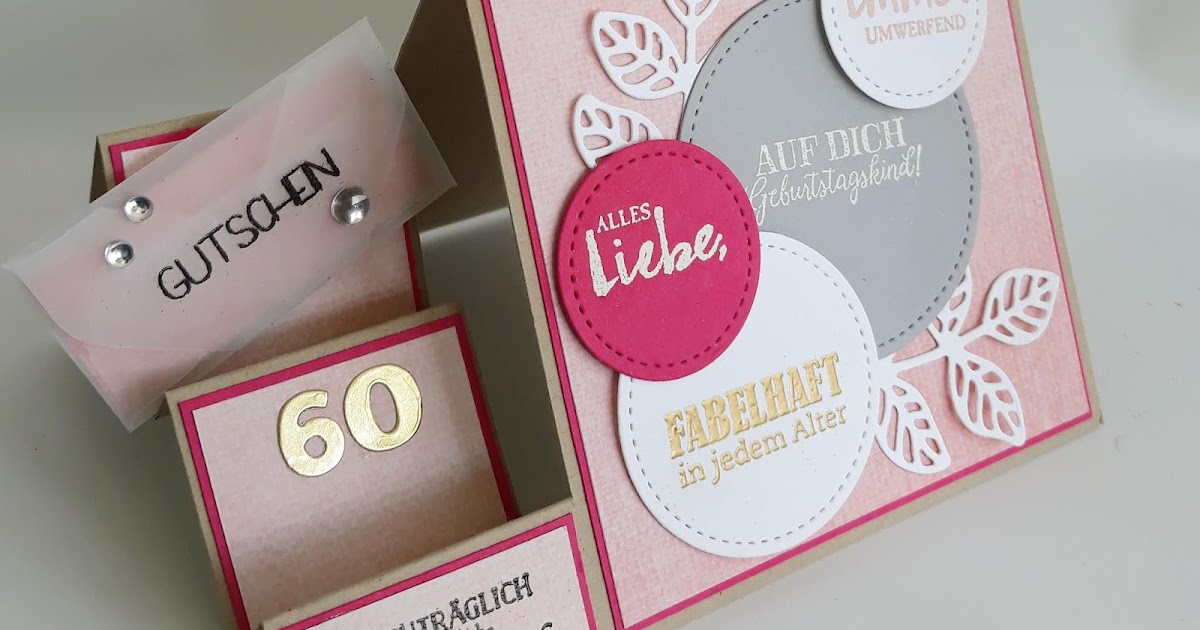 UMWERFEND
AUF DICH
Geburtstagskind!
ALLES
Liebe,
FABELHAFT
in jedem Alter
GUTSCHEIN
60